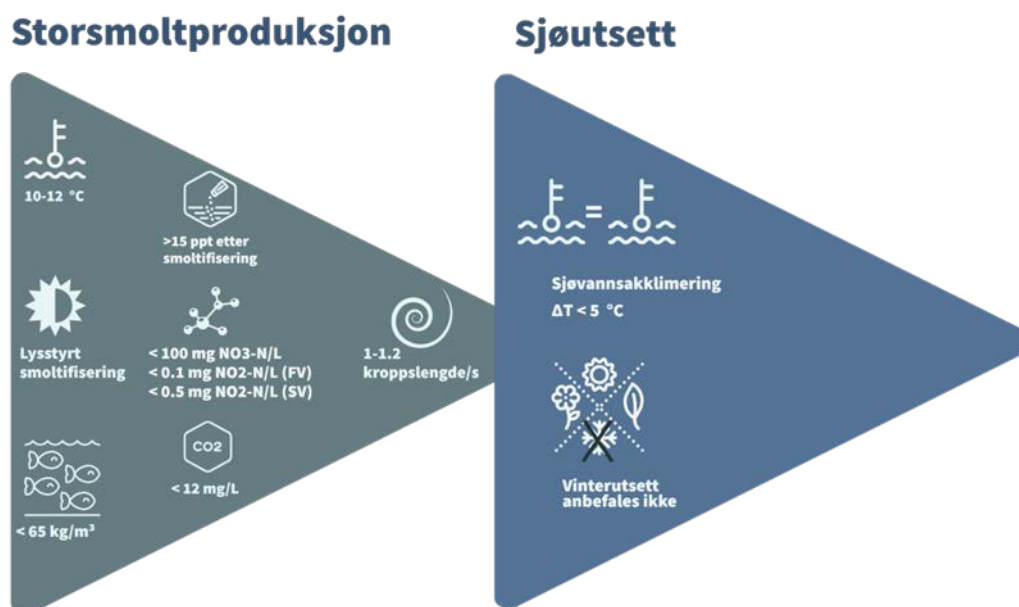 Storsmoltproduksjon
10-12 °C
>15 ppt etter
smoltifisering
Lysstyrt
smoltifisering
< 100 mg NO3-N/L
< 0.1 mg NO2-N/L (FV)
< 0.5 mg NO2-N/L (SV)
1-1.2
kroppslengde/s
CO2
< 12 mg/L
< 65 kg/m³
Sjøutsett
=
Sjøvannsakklimering
ΔT < 5 °C
Vinterutsett
anbefales ikke